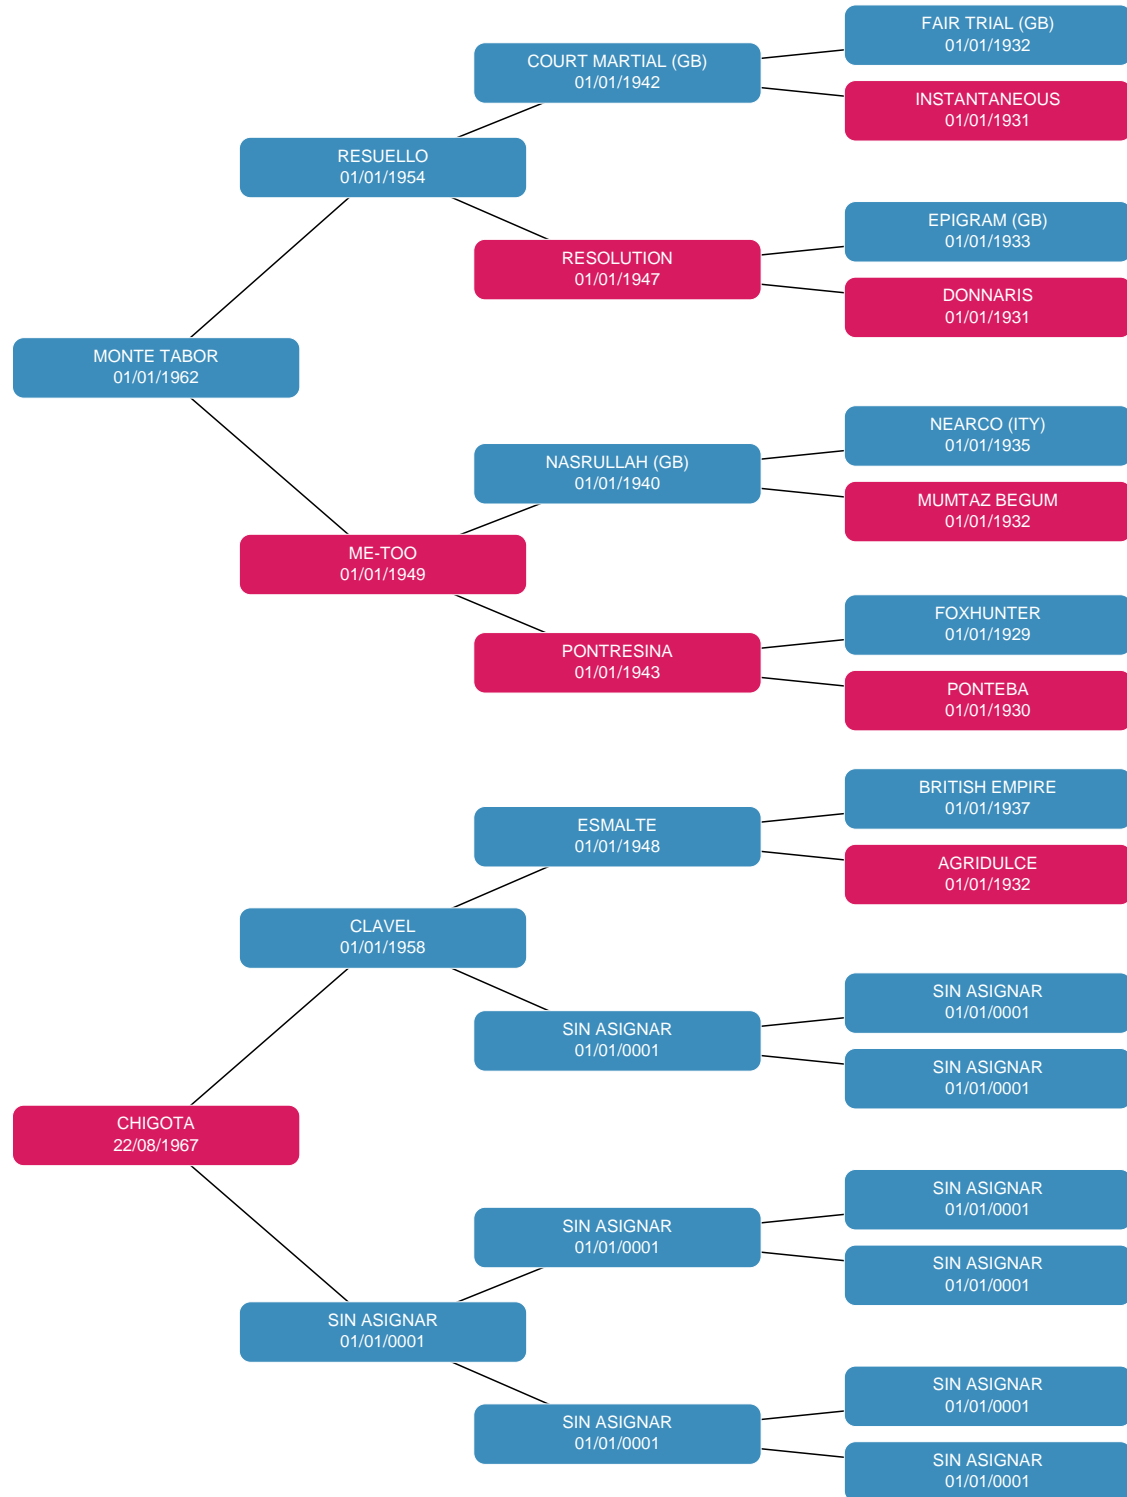 FAIR TRIAL (GB)
01/01/1932
COURT MARTIAL (GB)
01/01/1942
INSTANTANEOUS
01/01/1931
RESUELLO
01/01/1954
EPIGRAM (GB)
01/01/1933
RESOLUTION
01/01/1947
DONNARIS
01/01/1931
MONTE TABOR
01/01/1962
NEARCO (ITY)
01/01/1935
NASRULLAH (GB)
01/01/1940
MUMTAZ BEGUM
01/01/1932
ME-TOO
01/01/1949
FOXHUNTER
01/01/1929
PONTRESINA
01/01/1943
PONTEBA
01/01/1930
BRITISH EMPIRE
01/01/1937
ESMALTE
01/01/1948
AGRIDULCE
01/01/1932
CLAVEL
01/01/1958
SIN ASIGNAR
01/01/0001
SIN ASIGNAR
01/01/0001
SIN ASIGNAR
01/01/0001
CHIGOTA
22/08/1967
SIN ASIGNAR
01/01/0001
SIN ASIGNAR
01/01/0001
SIN ASIGNAR
01/01/0001
SIN ASIGNAR
01/01/0001
SIN ASIGNAR
01/01/0001
SIN ASIGNAR
01/01/0001
SIN ASIGNAR
01/01/0001